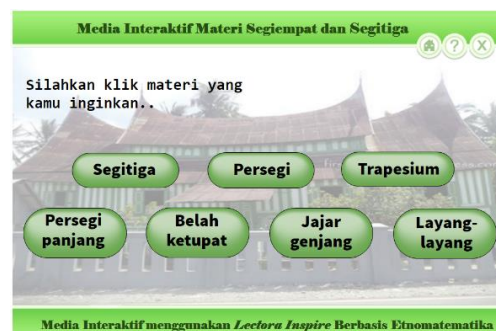 Media Interaktif Materi Segiempat dan Segitiga
?
X
Silahkan klik materi yang
kamu inginkan..
Segitiga
Persegi
Trapesium
Persegi
panjang
Belah
ketupat
Jajar
genjang
Layang-
layang
Media Interaktif menggunakan Lectora Inspire Berbasis Etnomatematika